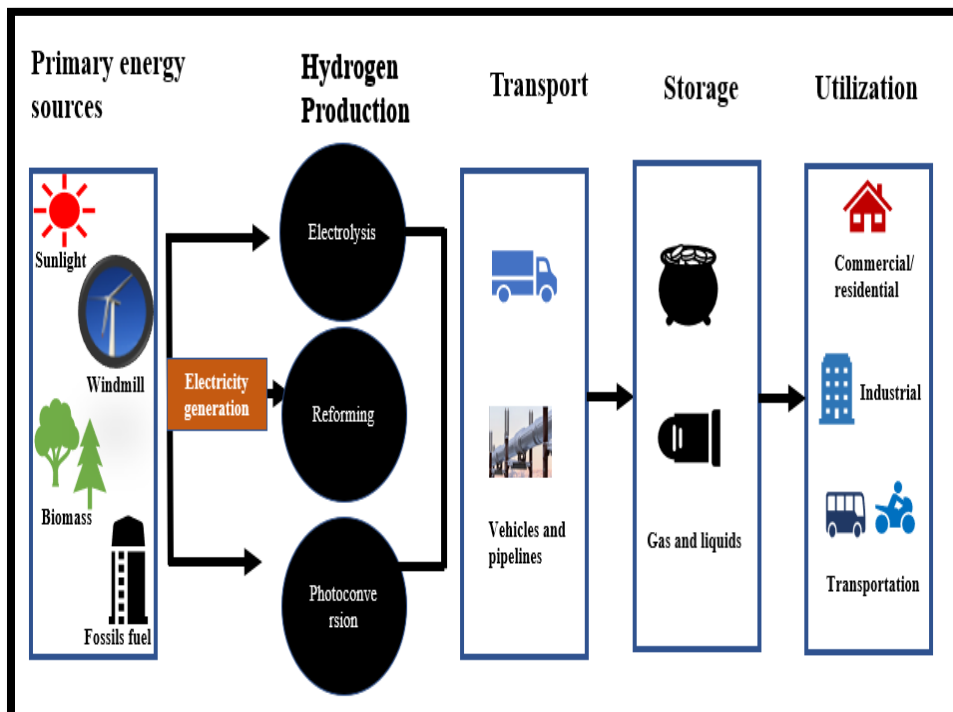 Primary energy
sources
Hydrogen
Production
Transport
Storage
Utilization
Sunlight
Windmill
Biomass
Fossils fuel
Electricity
generation
Electrolysis
Reforming
Photoconve
rsion
Vehicles and
pipelines
Gas and liquids
Commercial/
residential
Industrial
Transportation